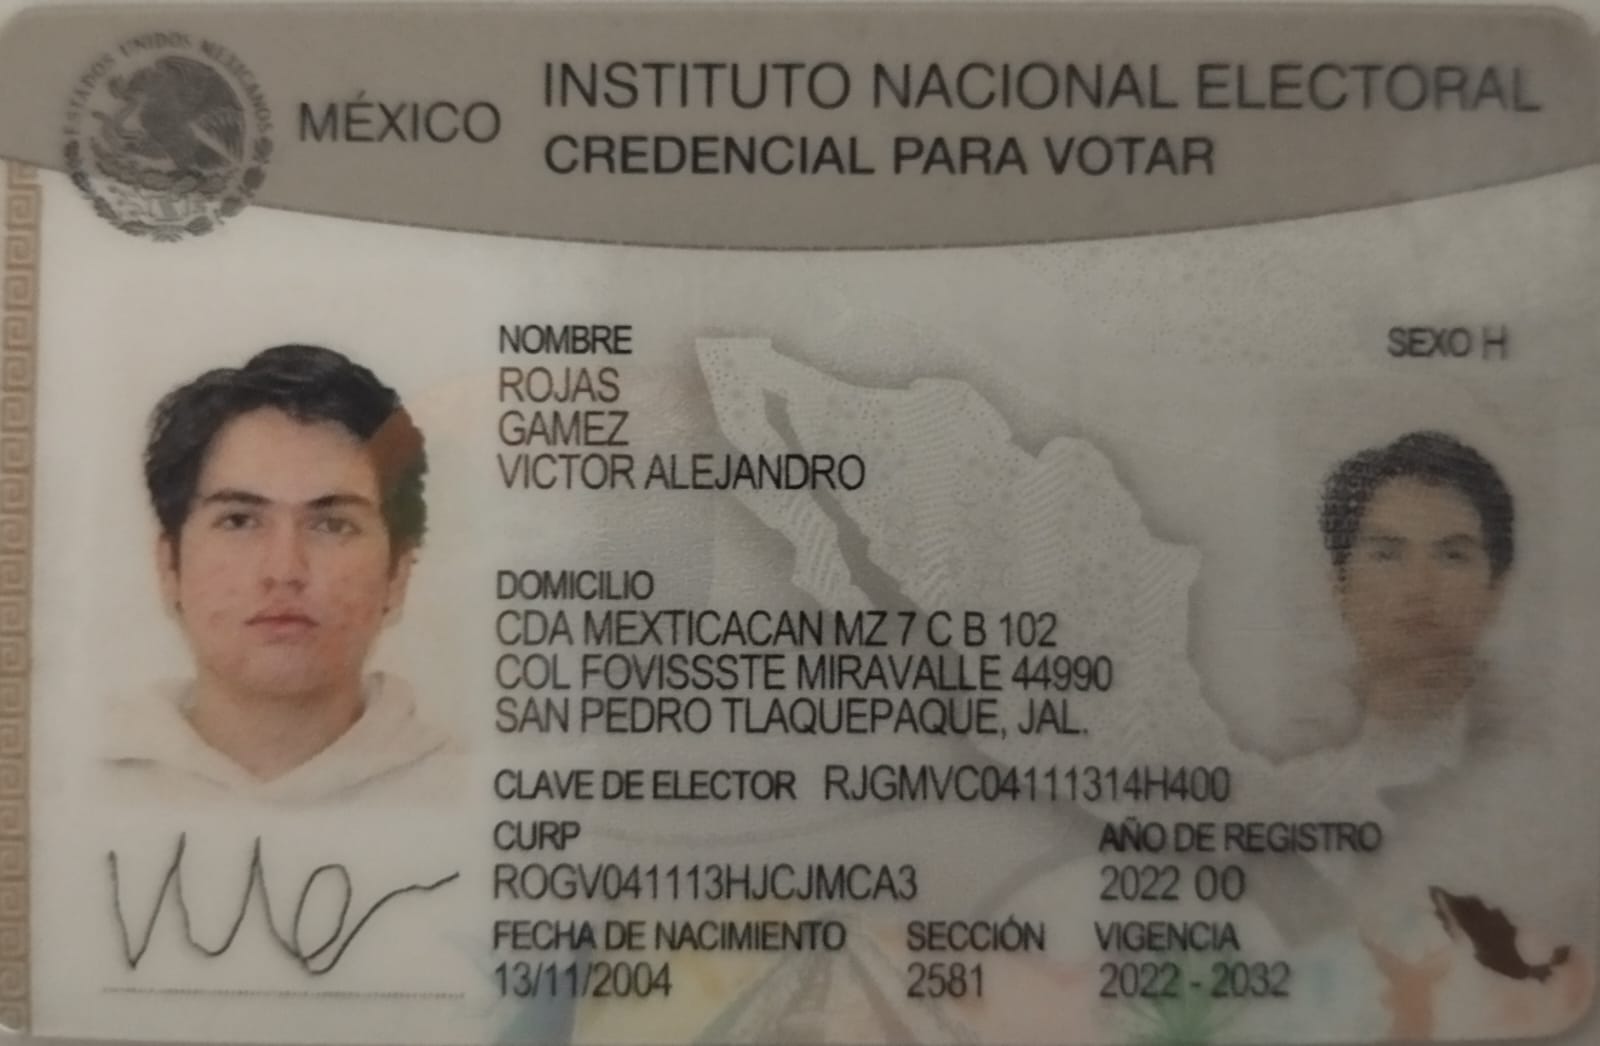 ESTADOS UNIDOS MEXICANOS
MÉXICO
INSTITUTO NACIONAL ELECTORAL
CREDENCIAL PARA VOTAR
NOMBRE
SEXO H
ROJAS
GAMEZ
VICTOR ALEJANDRO
DOMICILIO
CDA MEXTICACAN MZ 7 C B 102
COL FOVISSSTE MIRAVALLE 44990
SAN PEDRO TLAQUEPAQUE, JAL.
CLAVE DE ELECTOR RJGMVC04111314H400
CURP
AÑO DE REGISTRO
ROGV041113HJCJMCA3
2022 00
FECHA DE NACIMIENTO
SECCIÓN
VIGENCIA
13/11/2004
2581
2022 - 2032